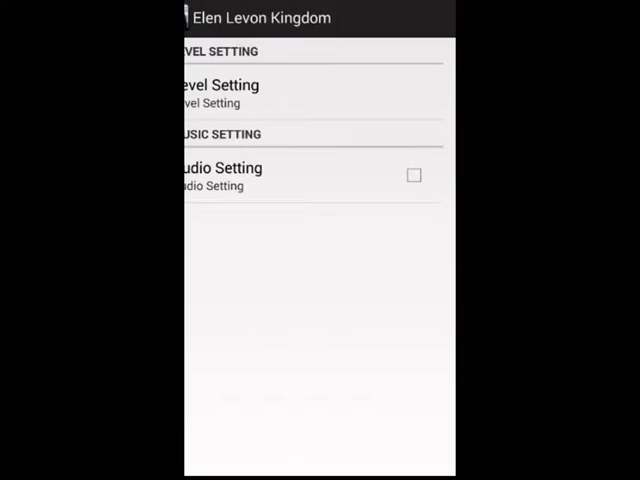 Elen Levon Kingdom
EVEL SETTING
evel Setting
vel Setting
USIC SETTING
udio Setting
udio Setting